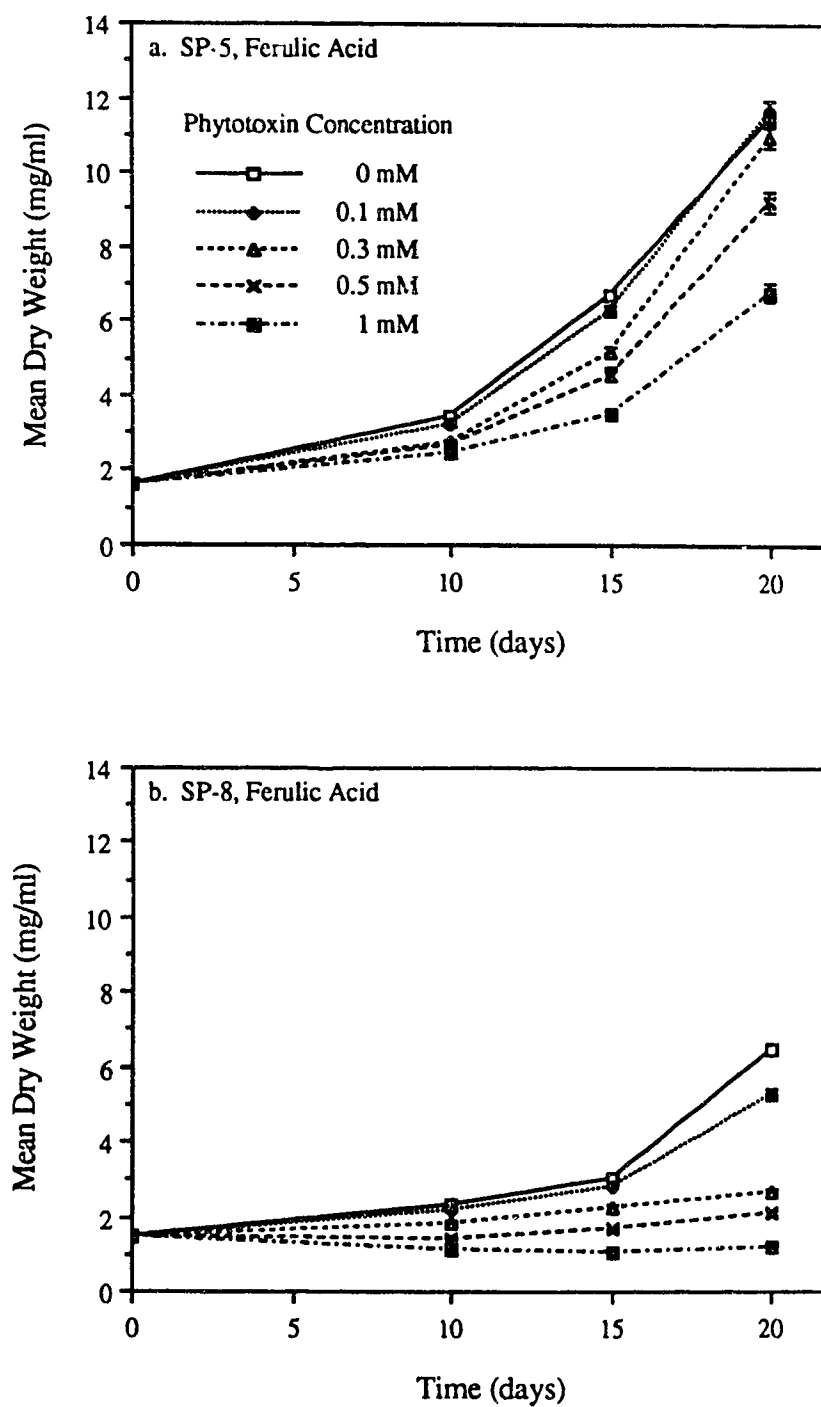 14
a. SP-5, Ferulic Acid
12
Phytotoxin Concentration
10
0 mM
0.1 mM
8
0.3 mM
0.5 mM
6
1 mM
4
2
0
Mean Dry Weight (mg/ml)
0 5 10 15 20
Time (days)
14
b. SP-8, Ferulic Acid
12
10
8
6
4
2
0
Mean Dry Weight (mg/ml)
0 5 10 15 20
Time (days)